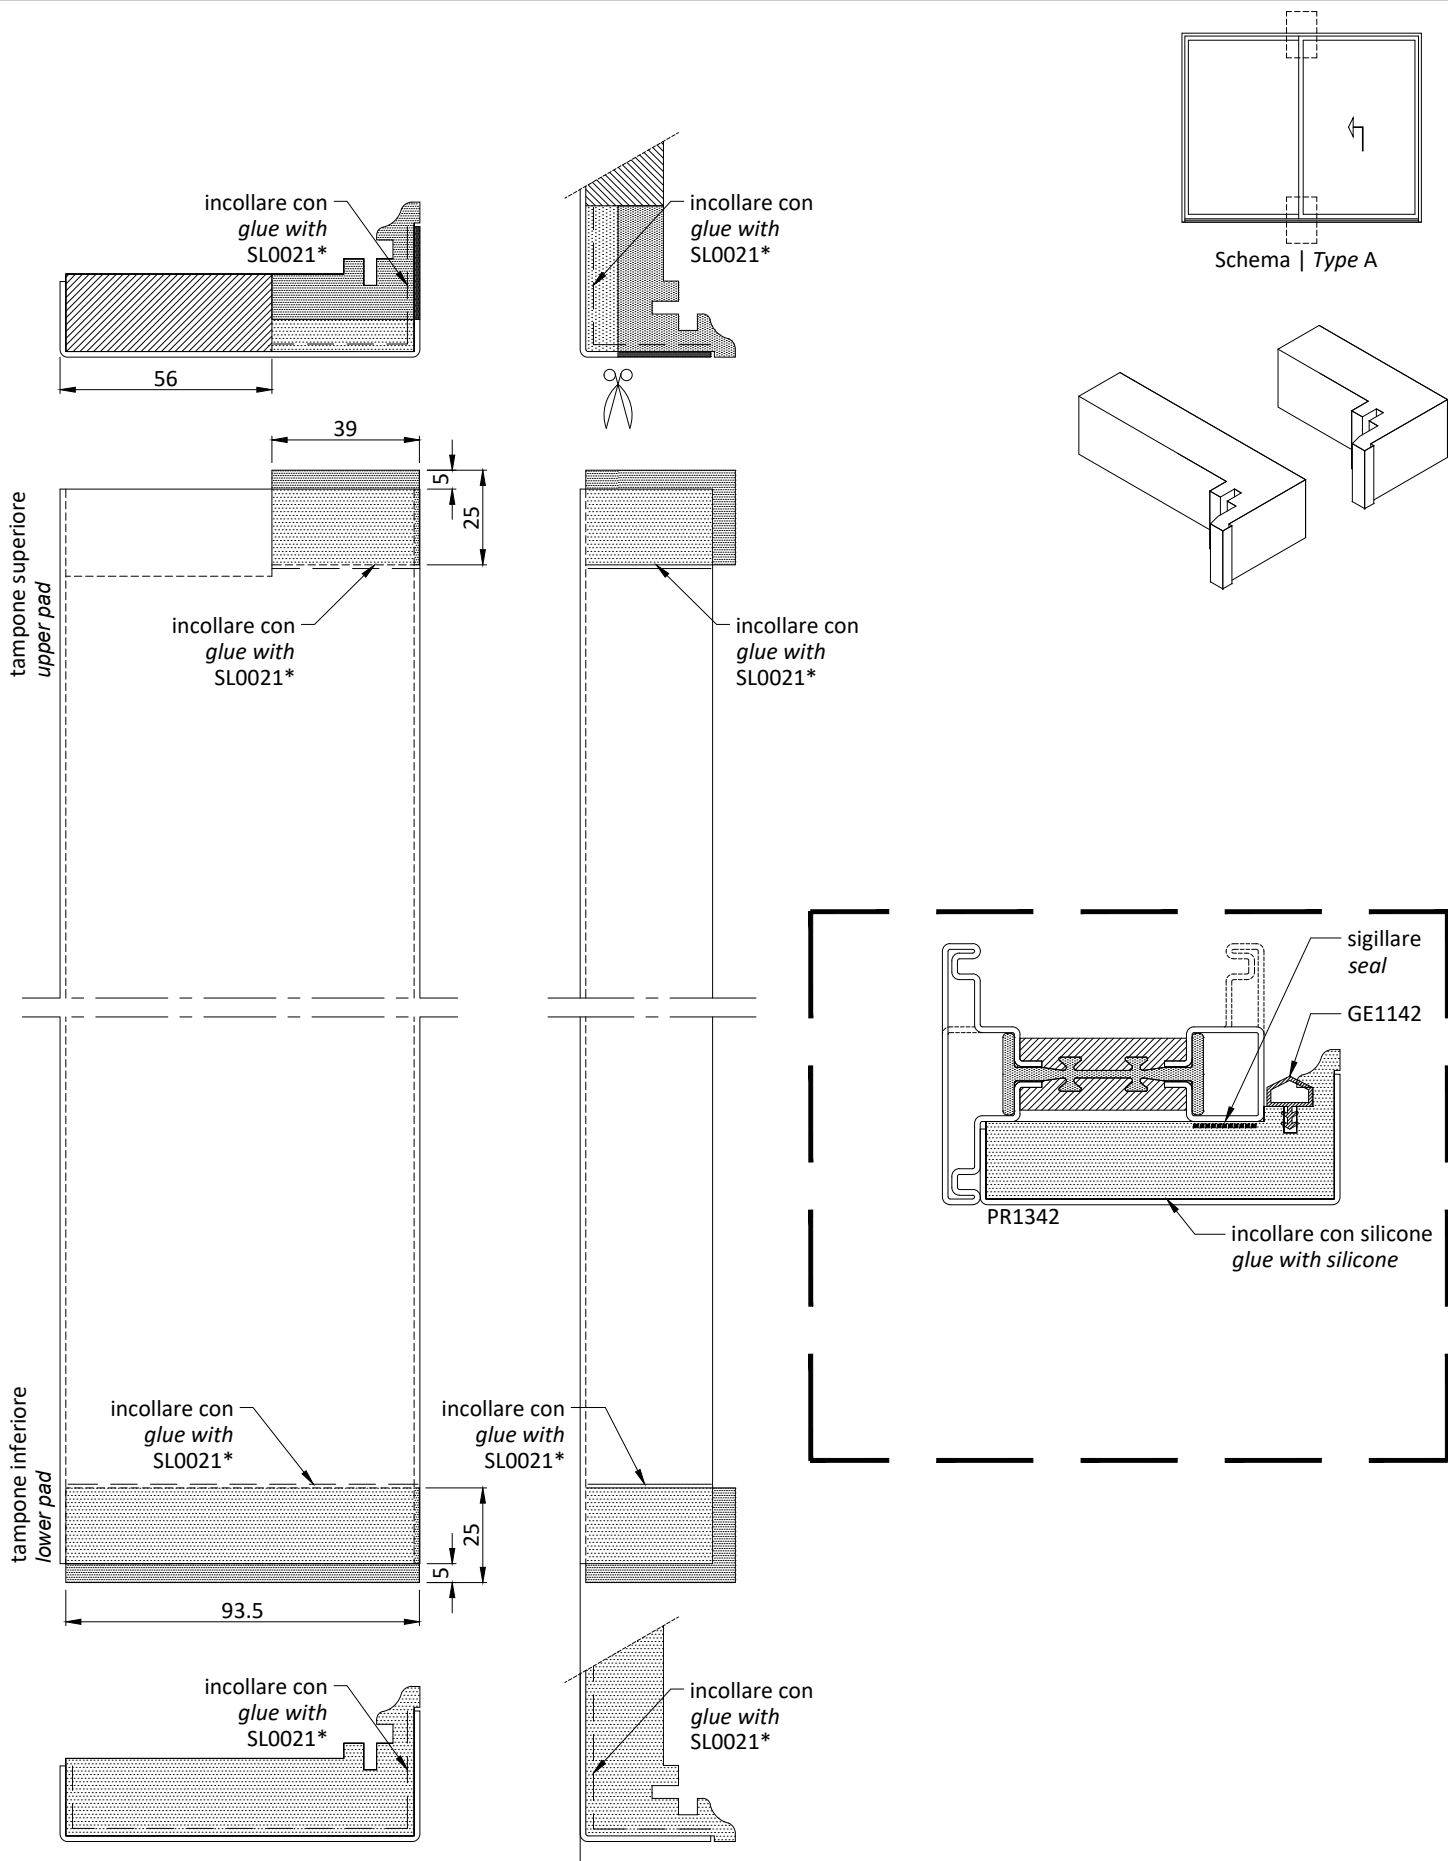 Schema | Type A
incollare con
glue with
SL0021*
incollare con
glue with
SL0021*
56
39
5
25
tampone superiore
upper pad
incollare con
glue with
SL0021*
incollare con
glue with
SL0021*
sigillare
seal
GE1142
PR1342
incollare con silicone
glue with silicone
tampone inferiore
lower pad
incollare con
glue with
SL0021*
incollare con
glue with
SL0021*
25
5
93.5
incollare con
glue with
SL0021*
incollare con
glue with
SL0021*